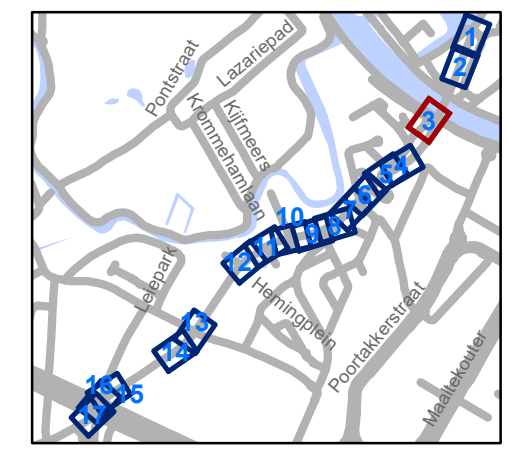 1
2
3
Pontstraat
Lazariepad
Kijfmeers
Krommehamlaan
4
5
6
7
8
9
10
11
12
Leiepark
Hemingplein
13
14
Poortakkerstraat
Maaltekouter
16
15
17